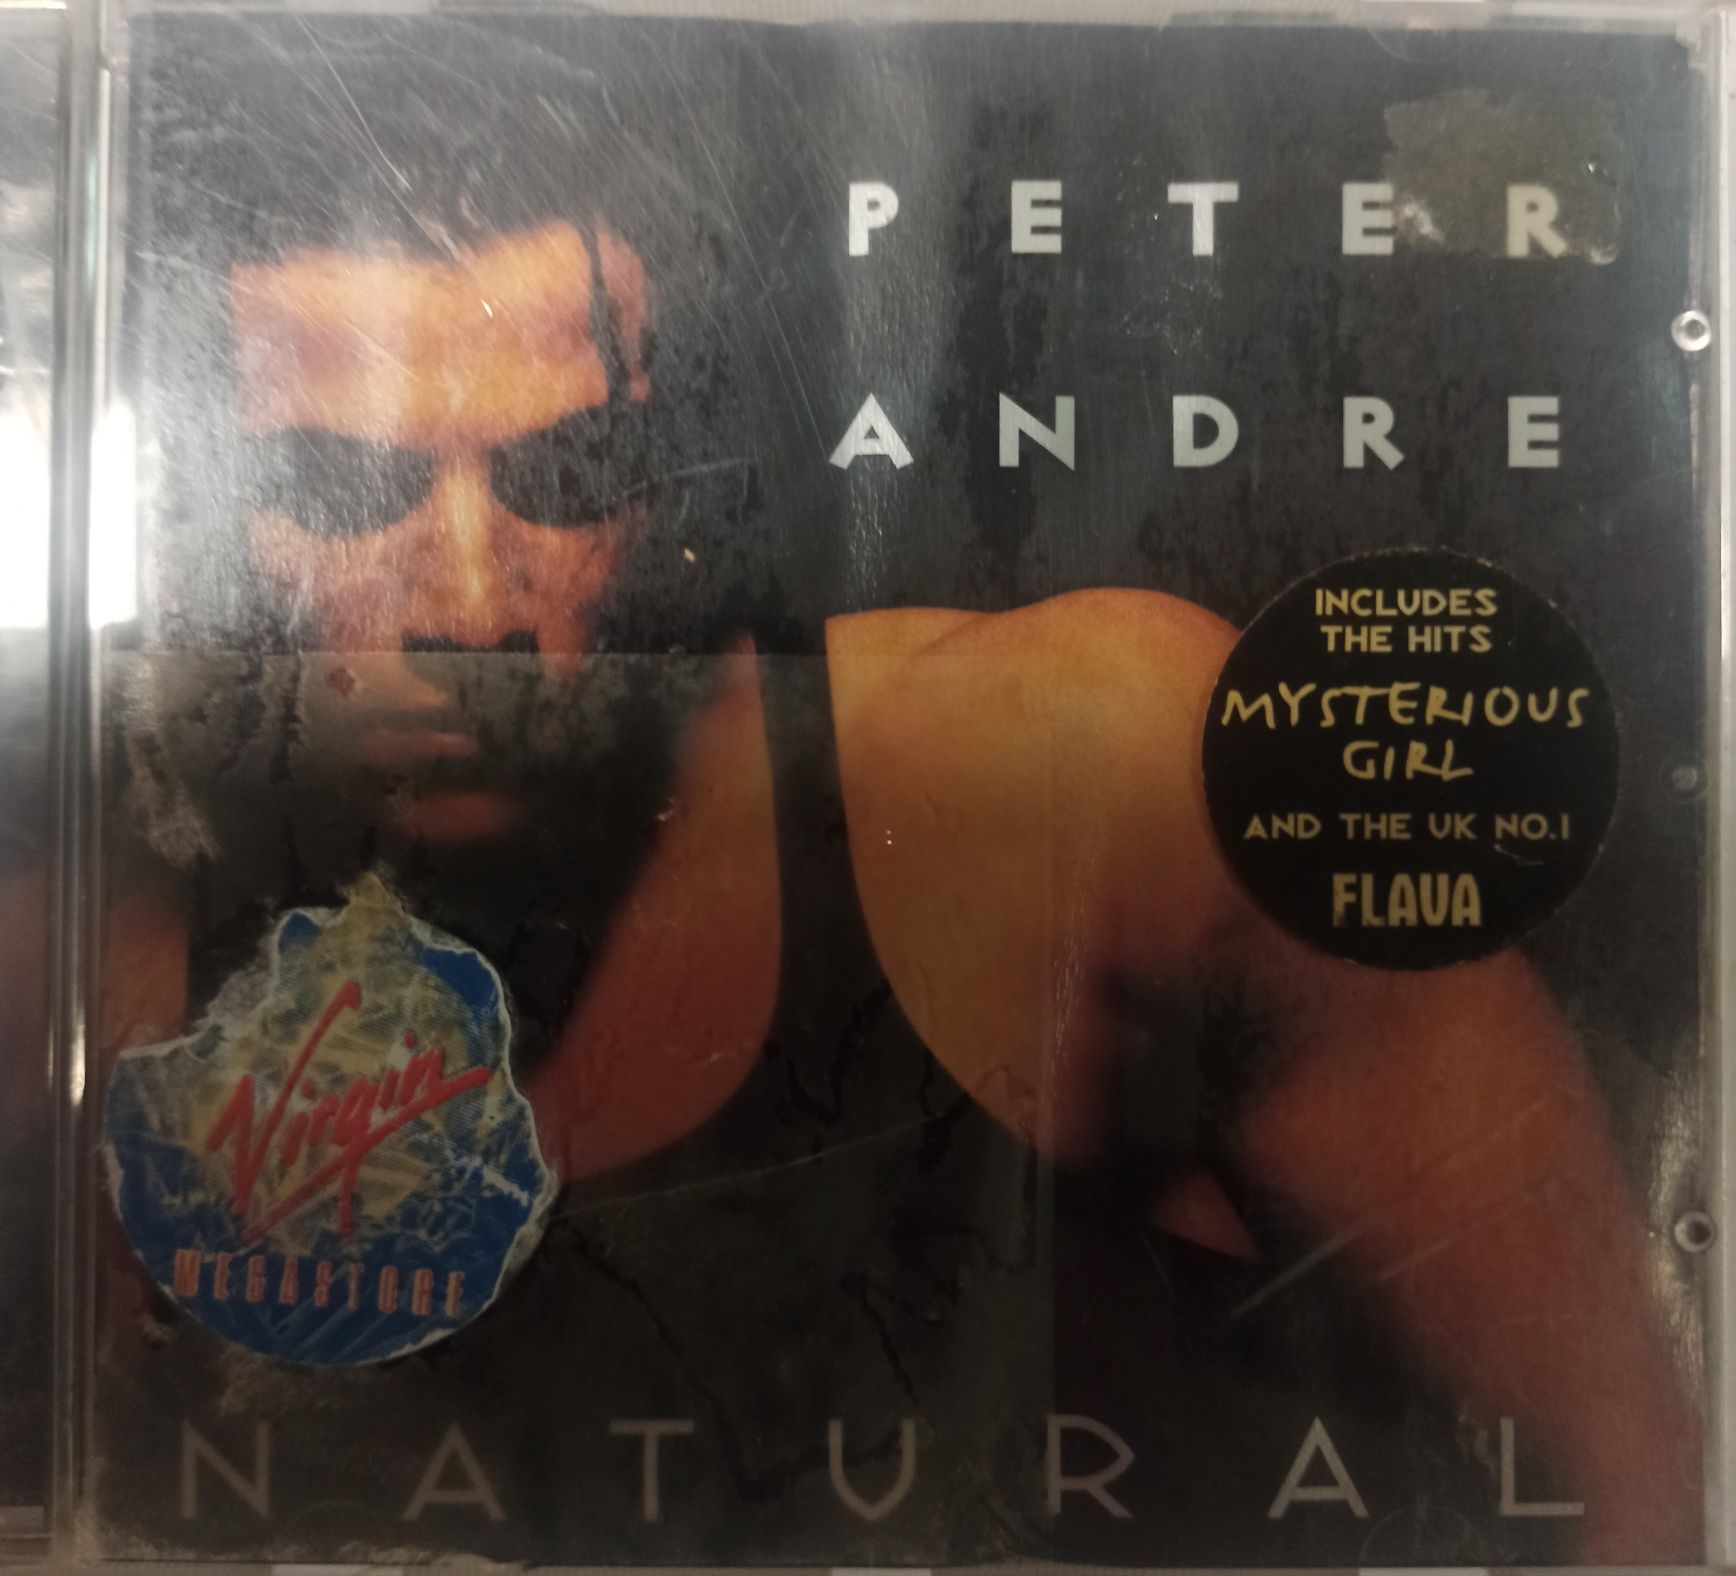 PETER
ANDRE
INCLUDES
THE HITS
MYSTERIOUS
GIRL
AND THE UK NO.1
FLAVA
Virgin
MEGASTORE
NATURAL